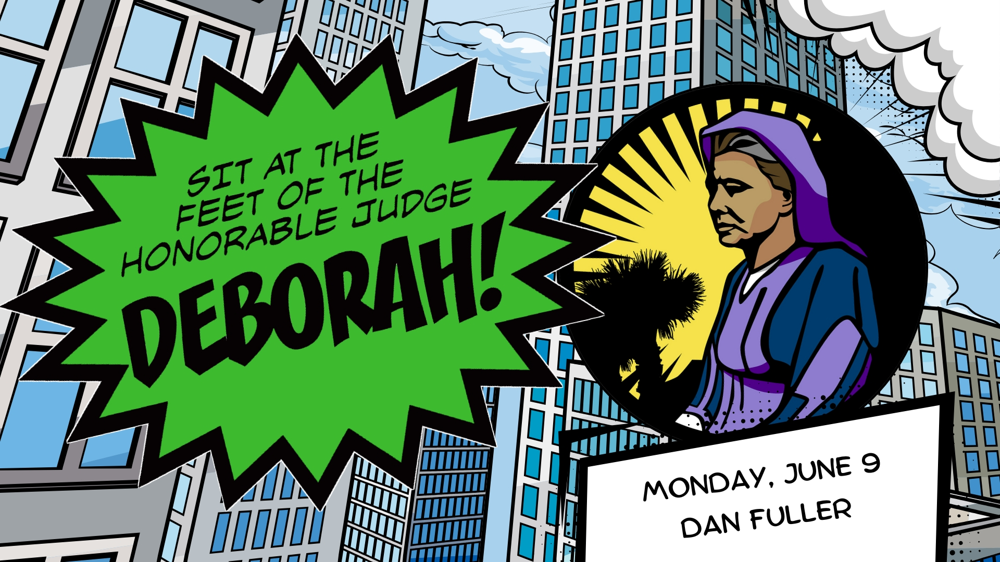 SIT AT THE
FEET OF THE
HONORABLE JUDGE
DEBORAH!
MONDAY, JUNE 9
DAN FULLER